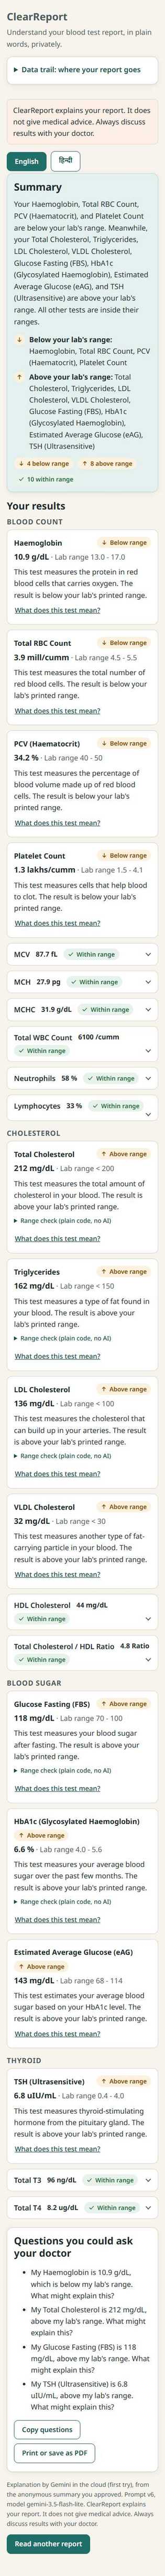 ClearReport
Understand your blood test report, in plain
words, privately.
▶ Data trail: where your report goes
ClearReport explains your report. It does
not give medical advice. Always discuss
results with your doctor.
English
हिन्दी
Summary
Your Haemoglobin, Total RBC Count,
PCV (Haematocrit), and Platelet Count
are below your lab's range. Meanwhile,
your Total Cholesterol, Triglycerides,
LDL Cholesterol, VLDL Cholesterol,
Glucose Fasting (FBS), HbA1c
(Glycosylated Haemoglobin), Estimated
Average Glucose (eAG), and TSH
(Ultrasensitive) are above your lab's
range. All other tests are inside their
ranges.
↓ Below your lab's range:
Haemoglobin, Total RBC Count, PCV
(Haematocrit), Platelet Count
↑ Above your lab's range: Total
Cholesterol, Triglycerides, LDL
Cholesterol, VLDL Cholesterol,
Glucose Fasting (FBS), HbA1c
(Glycosylated Haemoglobin),
Estimated Average Glucose (eAG),
TSH (Ultrasensitive)
↓ 4 below range ↑ 8 above range
✓ 10 within range
Your results
BLOOD COUNT
Haemoglobin ↓ Below range
10.9 g/dL · Lab range 13.0 - 17.0
This test measures the protein in red
blood cells that carries oxygen. The
result is below your lab's printed range.
What does this test mean?
Total RBC Count ↓ Below range
3.9 mill/cumm · Lab range 4.5 - 5.5
This test measures the total number of
red blood cells. The result is below your
lab's printed range.
What does this test mean?
PCV (Haematocrit) ↓ Below range
34.2 % · Lab range 40 - 50
This test measures the percentage of
blood volume made up of red blood
cells. The result is below your lab's
printed range.
What does this test mean?
Platelet Count ↓ Below range
1.3 lakhs/cumm · Lab range 1.5 - 4.1
This test measures cells that help blood
to clot. The result is below your lab's
printed range.
What does this test mean?
MCV 87.7 fL ✓ Within range
MCH 27.9 pg ✓ Within range
MCHC 31.9 g/dL ✓ Within range
Total WBC Count 6100 /cumm
✓ Within range
Neutrophils 58 % ✓ Within range
Lymphocytes 33 % ✓ Within range
CHOLESTEROL
Total Cholesterol ↑ Above range
212 mg/dL · Lab range < 200
This test measures the total amount of
cholesterol in your blood. The result is
above your lab's printed range.
▶ Range check (plain code, no AI)
What does this test mean?
Triglycerides ↑ Above range
162 mg/dL · Lab range < 150
This test measures a type of fat found in
your blood. The result is above your
lab's printed range.
▶ Range check (plain code, no AI)
What does this test mean?
LDL Cholesterol ↑ Above range
136 mg/dL · Lab range < 100
This test measures the cholesterol that
can build up in your arteries. The result
is above your lab's printed range.
▶ Range check (plain code, no AI)
What does this test mean?
VLDL Cholesterol ↑ Above range
32 mg/dL · Lab range < 30
This test measures another type of fat-
carrying particle in your blood. The
result is above your lab's printed range.
What does this test mean?
HDL Cholesterol 44 mg/dL
✓ Within range
Total Cholesterol / HDL Ratio 4.8 Ratio
✓ Within range
BLOOD SUGAR
Glucose Fasting (FBS) ↑ Above range
118 mg/dL · Lab range 70 - 100
This test measures your blood sugar
after fasting. The result is above your
lab's printed range.
▶ Range check (plain code, no AI)
What does this test mean?
HbA1c (Glycosylated Haemoglobin)
↑ Above range
6.6 % · Lab range 4.0 - 5.6
This test measures your average blood
sugar over the past few months. The
result is above your lab's printed range.
▶ Range check (plain code, no AI)
What does this test mean?
Estimated Average Glucose (eAG)
↑ Above range
143 mg/dL · Lab range 68 - 114
This test estimates your average blood
sugar based on your HbA1c level. The
result is above your lab's printed range.
What does this test mean?
THYROID
TSH (Ultrasensitive) ↑ Above range
6.8 uIU/mL · Lab range 0.4 - 4.0
This test measures thyroid-stimulating
hormone from the pituitary gland. The
result is above your lab's printed range.
What does this test mean?
Total T3 96 ng/dL ✓ Within range
Total T4 8.2 ug/dL ✓ Within range
Questions you could ask
your doctor
• My Haemoglobin is 10.9 g/dL,
which is below my lab's range.
What might explain this?
• My Total Cholesterol is 212 mg/dL,
above my lab's range. What might
explain this?
• My Glucose Fasting (FBS) is 118
mg/dL, above my lab's range. What
might explain this?
• My TSH (Ultrasensitive) is 6.8
uIU/mL, above my lab's range.
What might explain this?
Copy questions
Print or save as PDF
Explanation by Gemini in the cloud (first try), from
the anonymous summary you approved. Prompt v6,
model gemini-3.5-flash-lite. ClearReport explains
your report. It does not give medical advice. Always
discuss results with your doctor.
Read another report